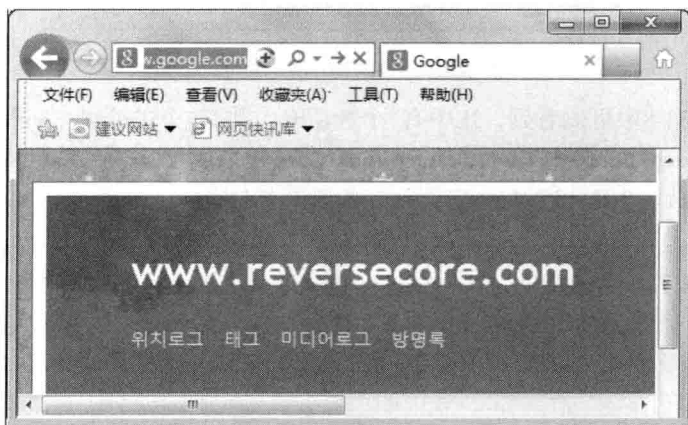 w.google.com Google
文件(F) 编辑(E) 查看(V) 收藏夹(A) 工具(T) 帮助(H)
建议网站 网页快讯库
www.reversecore.com
위치로그 태그 미디어로그 방명록